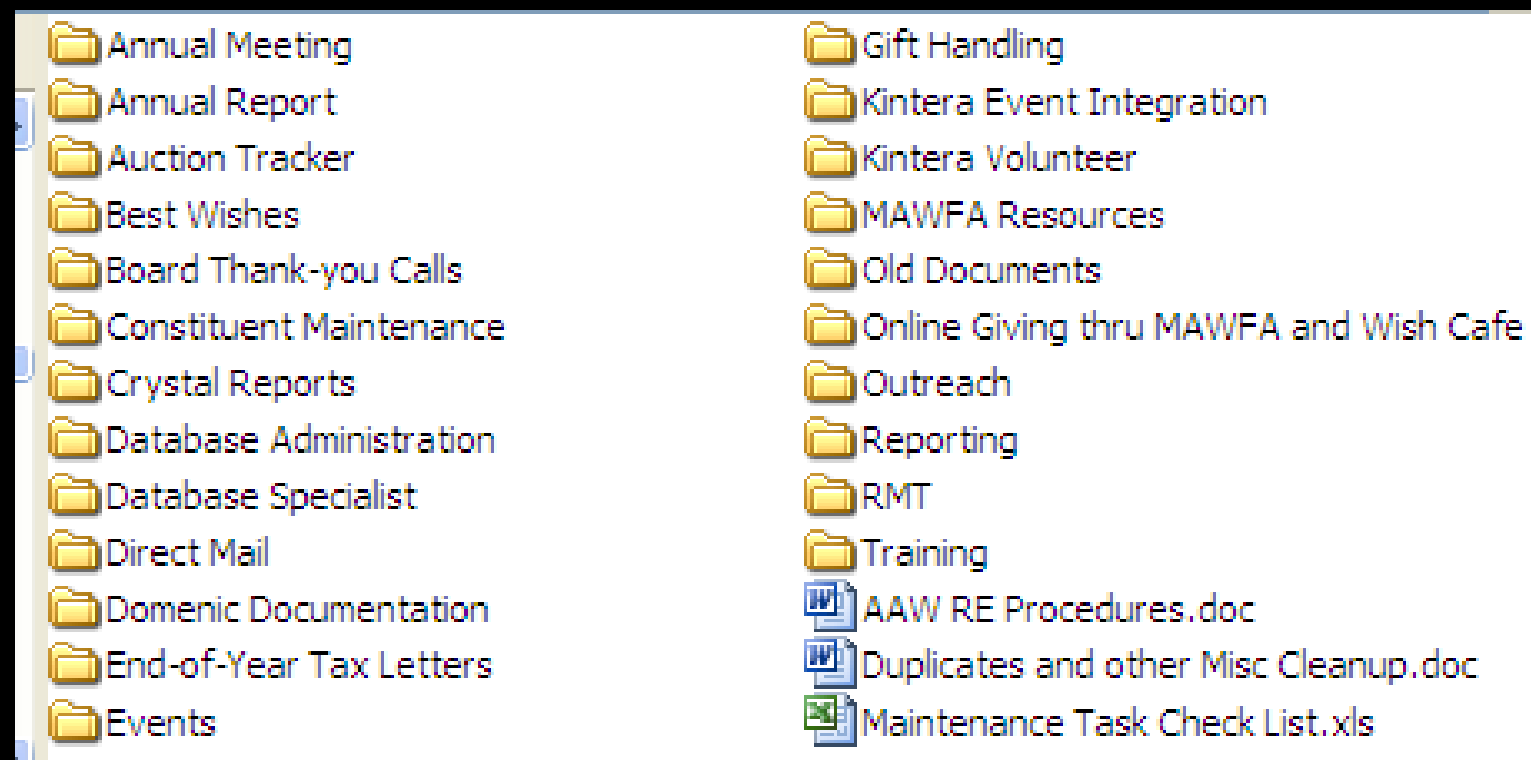 Annual Meeting
Annual Report
Auction Tracker
Best Wishes
Board Thank-you Calls
Constituent Maintenance
Crystal Reports
Database Administration
Database Specialist
Direct Mail
Domenic Documentation
End-of-Year Tax Letters
Events
Gift Handling
Kintera Event Integration
Kintera Volunteer
MAWFA Resources
Old Documents
Online Giving thru MAWFA and Wish Cafe
Outreach
Reporting
RMT
Training
AAW RE Procedures.doc
Duplicates and other Misc Cleanup.doc
Maintenance Task Check List.xls